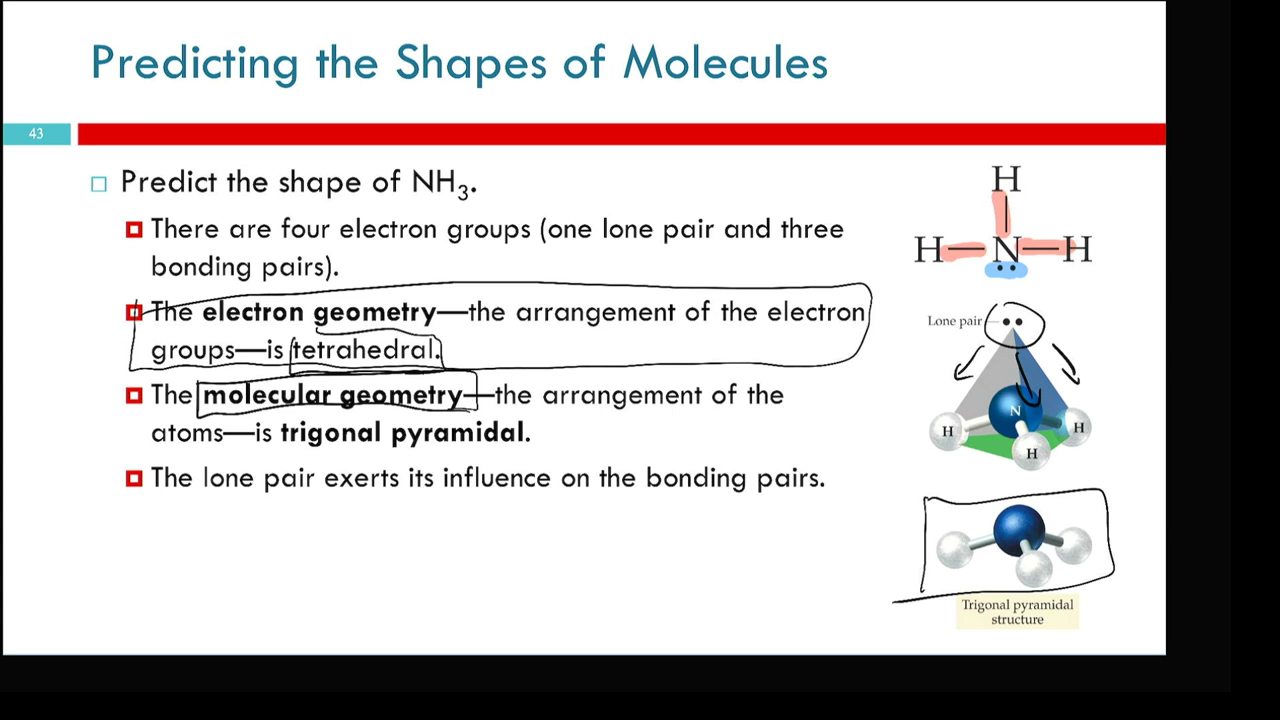 Predicting the Shapes of Molecules
43
Predict the shape of NH₃.
There are four electron groups (one lone pair and three
bonding pairs).
The electron geometry—the arrangement of the electron
groups—is tetrahedral.
The molecular geometry—the arrangement of the
atoms—is trigonal pyramidal.
The lone pair exerts its influence on the bonding pairs.
H
H—N—H
Lone pair
N
H
H
H
Trigonal pyramidal
structure